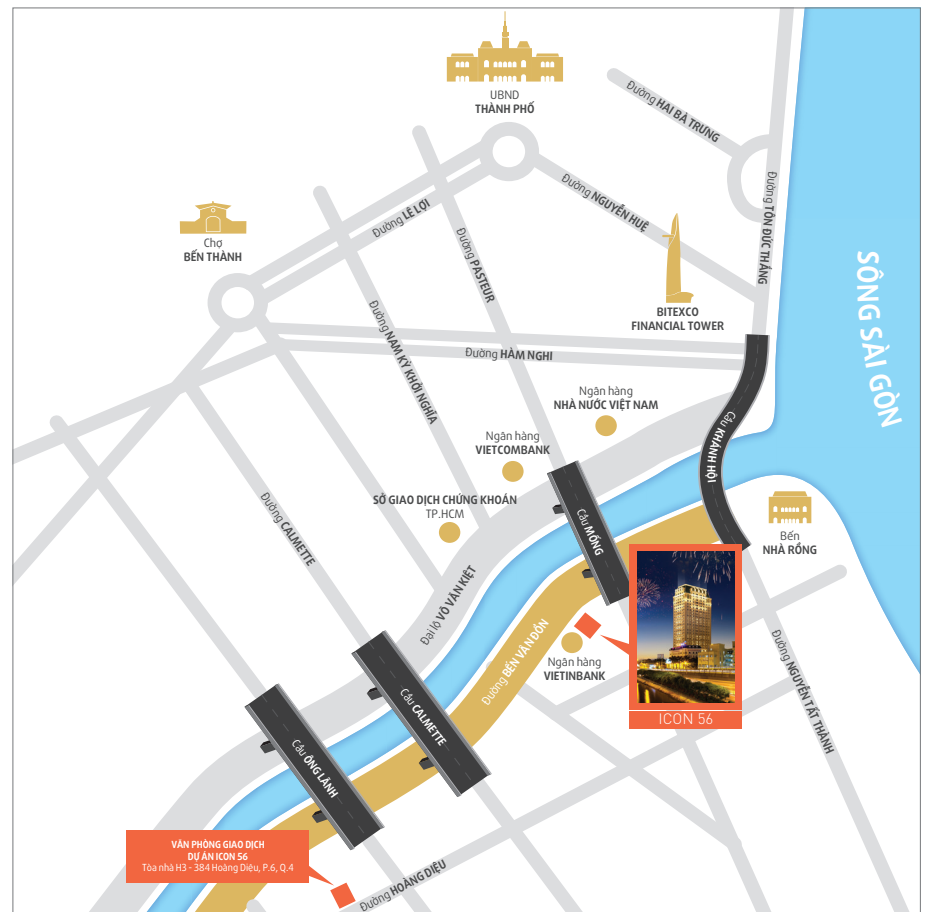 UBND
THÀNH PHỐ
Đường HAI BÀ TRƯNG
Đường TÔN ĐỨC THẮNG
Đường NGUYỄN HUỆ
Đường LÊ LỢI
Chợ
BẾN THÀNH
Đường PASTEUR
SÔNG SÀI GÒN
BITEXCO
FINANCIAL TOWER
Đường NAM KỲ KHỞI NGHĨA
Đường HÀM NGHI
Ngân hàng
NHÀ NƯỚC VIỆT NAM
Cầu KHÁNH HỘI
Ngân hàng
VIETCOMBANK
SỞ GIAO DỊCH CHỨNG KHOÁN
TP.HCM
Đường CALMETTE
Cầu MỐNG
Bến
NHÀ RỒNG
Đại lộ VÕ VĂN KIỆT
Đường BẾN VÂN ĐỒN
Ngân hàng
VIETINBANK
Đường NGUYỄN TẤT THÀNH
ICON 56
Cầu CALMETTE
Cầu ÔNG LÃNH
VĂN PHÒNG GIAO DỊCH
DỰ ÁN ICON 56
Tòa nhà H3 - 384 Hoàng Diệu, P.6, Q.4
Đường HOÀNG DIỆU